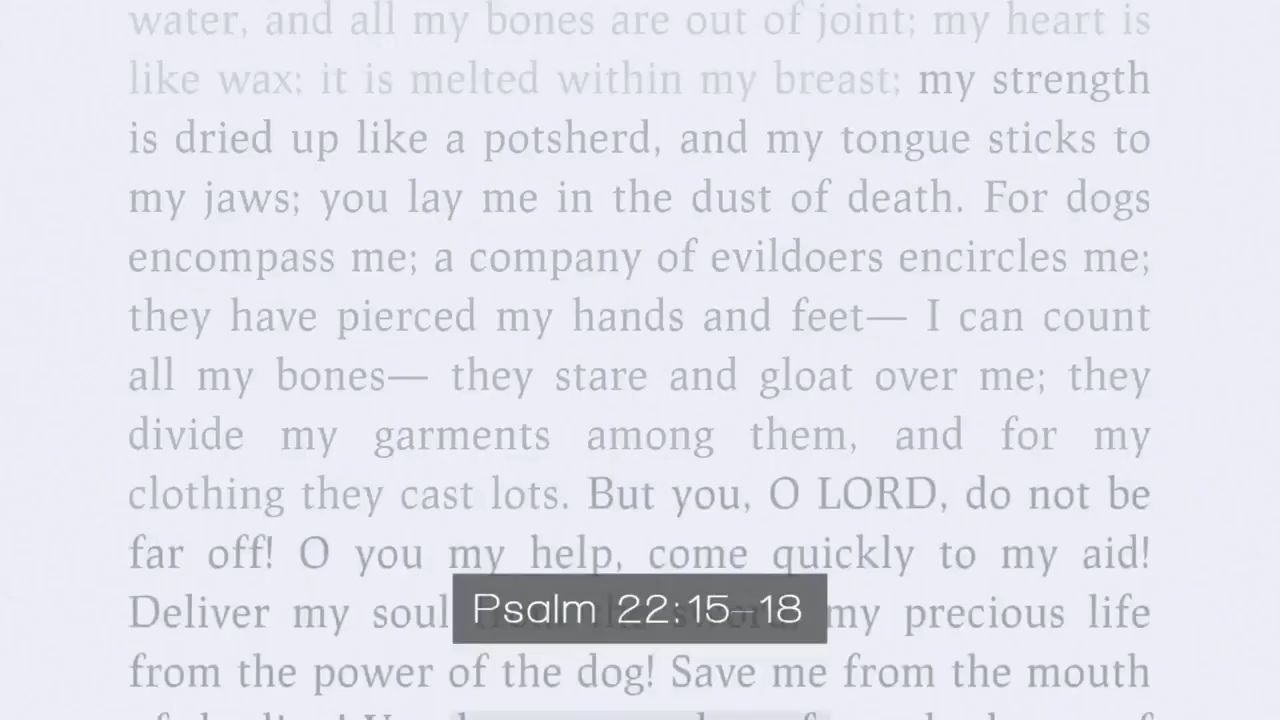 water, and all my bones are out of joint; my heart is
like wax; it is melted within my breast; my strength
is dried up like a potsherd, and my tongue sticks to
my jaws; you lay me in the dust of death. For dogs
encompass me; a company of evildoers encircles me;
they have pierced my hands and feet— I can count
all my bones— they stare and gloat over me; they
divide my garments among them, and for my
clothing they cast lots. But you, O LORD, do not be
far off! O you my help, come quickly to my aid!
Deliver my soul my precious life
Psalm 22:15–18
from the power of the dog! Save me from the mouth